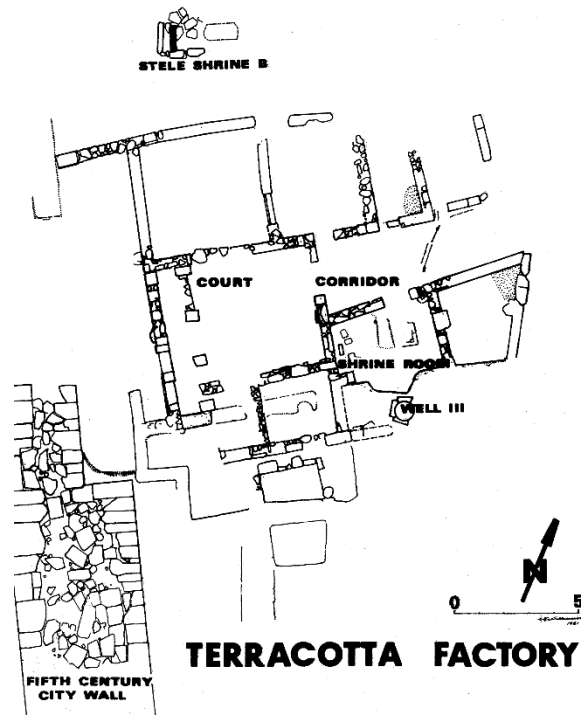 STELE SHRINE B
COURT
CORRIDOR
SHRINE ROOM
WELL III
N
0 5
TERRACOTTA FACTORY
FIFTH CENTURY
CITY WALL